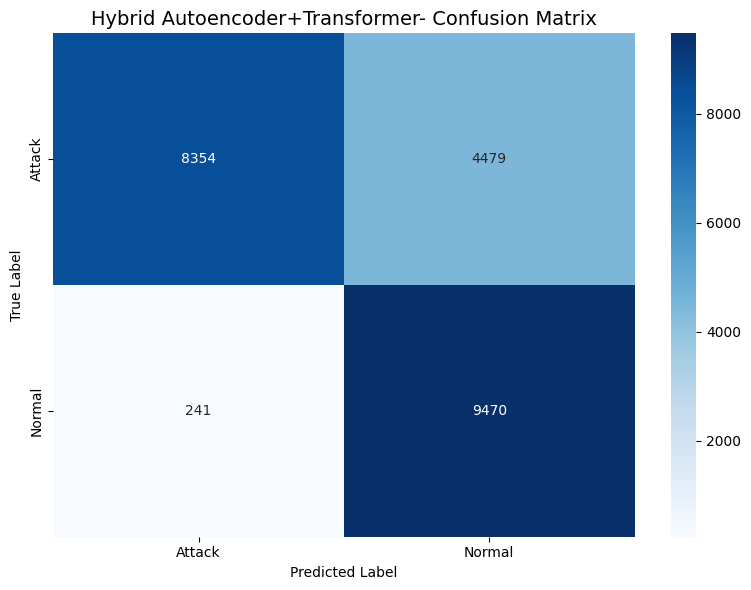 Hybrid Autoencoder+Transformer- Confusion Matrix
True Label
Attack
Normal
8354
4479
241
9470
Attack
Normal
Predicted Label
8000
6000
4000
2000